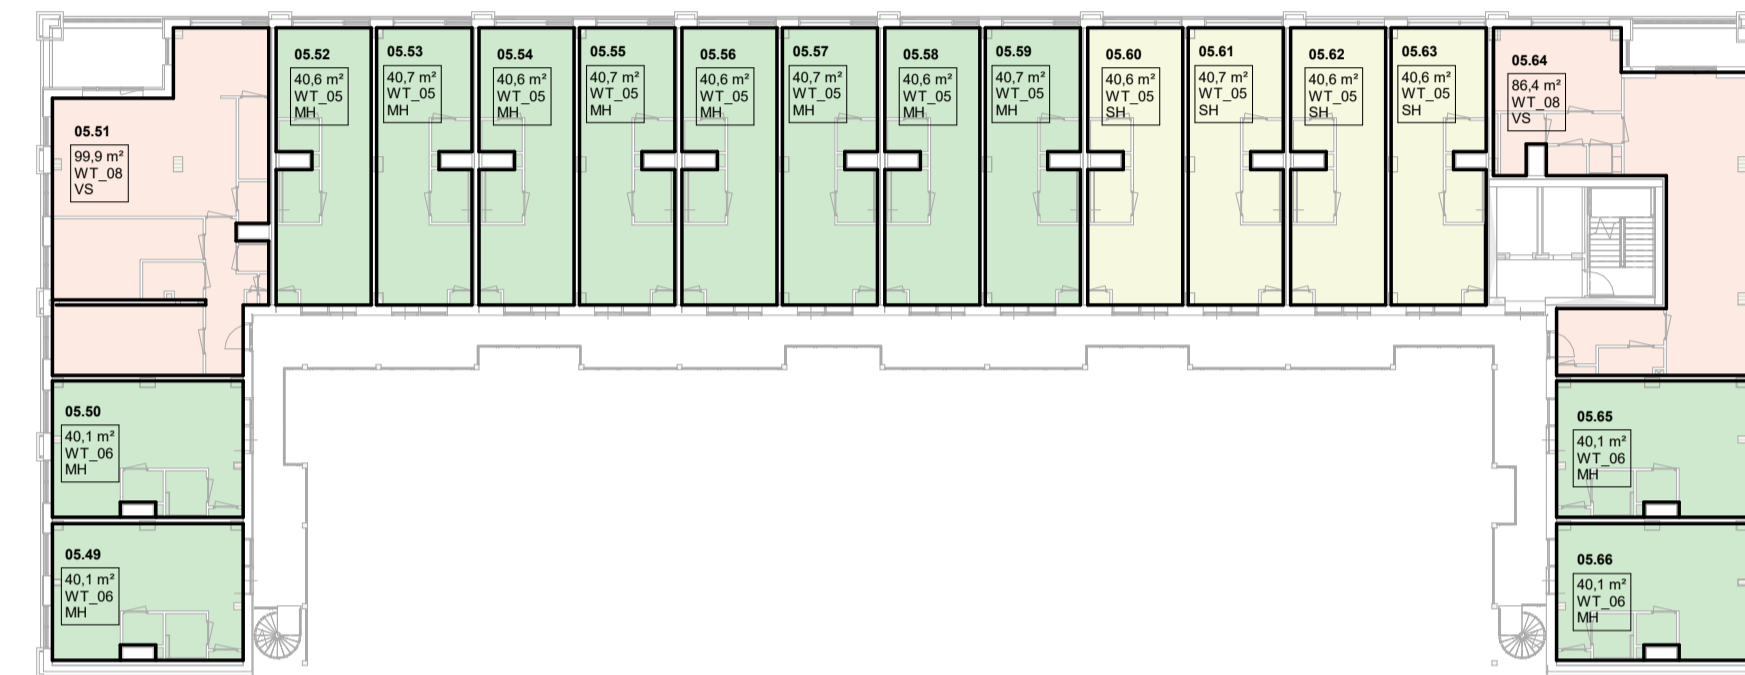 05.51
99,9 m²
WT_08
VS
05.52
40,6 m²
WT_05
MH
05.53
40,7 m²
WT_05
MH
05.54
40,6 m²
WT_05
MH
05.55
40,7 m²
WT_05
MH
05.56
40,6 m²
WT_05
MH
05.57
40,7 m²
WT_05
MH
05.58
40,6 m²
WT_05
MH
05.59
40,7 m²
WT_05
MH
05.60
40,6 m²
WT_05
SH
05.61
40,7 m²
WT_05
SH
05.62
40,6 m²
WT_05
SH
05.63
40,6 m²
WT_05
SH
05.64
86,4 m²
WT_08
VS
05.50
40,1 m²
WT_06
MH
05.65
40,1 m²
WT_06
MH
05.49
40,1 m²
WT_06
MH
05.66
40,1 m²
WT_06
MH